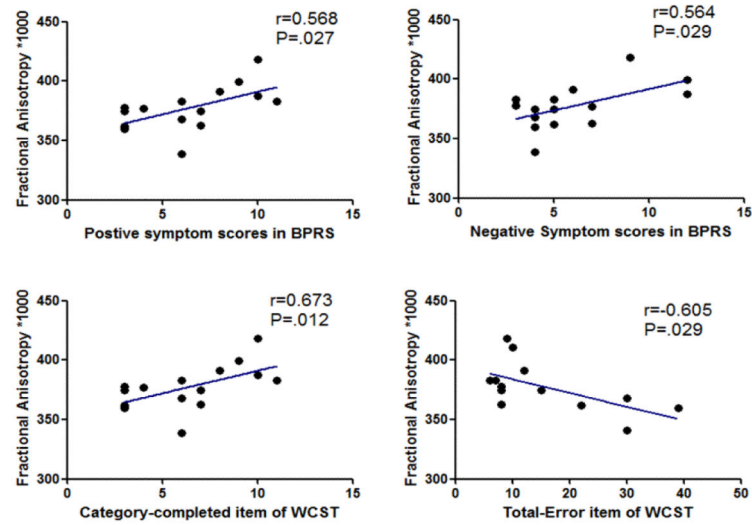 r=0.568
P=.027
Fractional Anisotropy *1000
450
400
350
300
0
5
10
15
Postive symptom scores in BPRS
r=0.564
P=.029
Fractional Anisotropy *1000
450
400
350
300
0
5
10
15
Negative Symptom scores in BPRS
r=0.673
P=.012
Fractional Anisotropy *1000
450
400
350
300
0
5
10
15
Category-completed item of WCST
r=-0.605
P=.029
Fractional Anisotropy *1000
450
400
350
300
0
10
20
30
40
50
Total-Error item of WCST